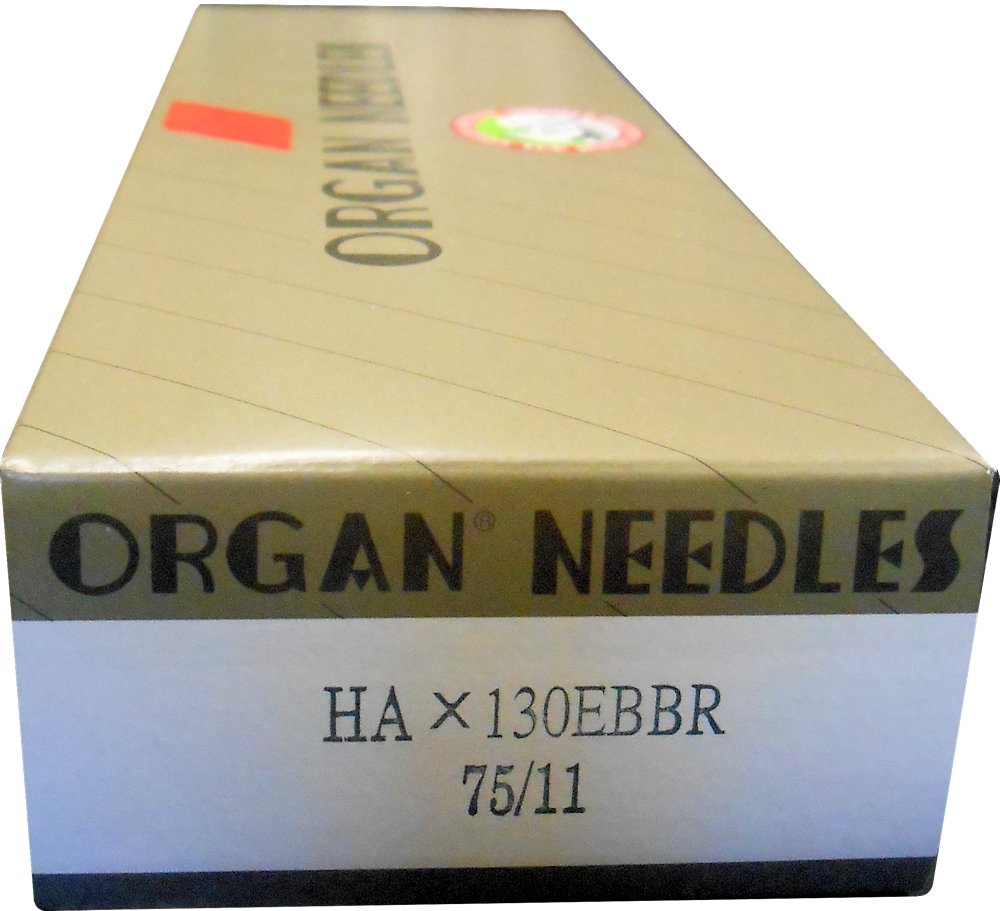 ORGAN NEEDLES
ORGAN® NEEDLES
HA×130EBBR
75/11